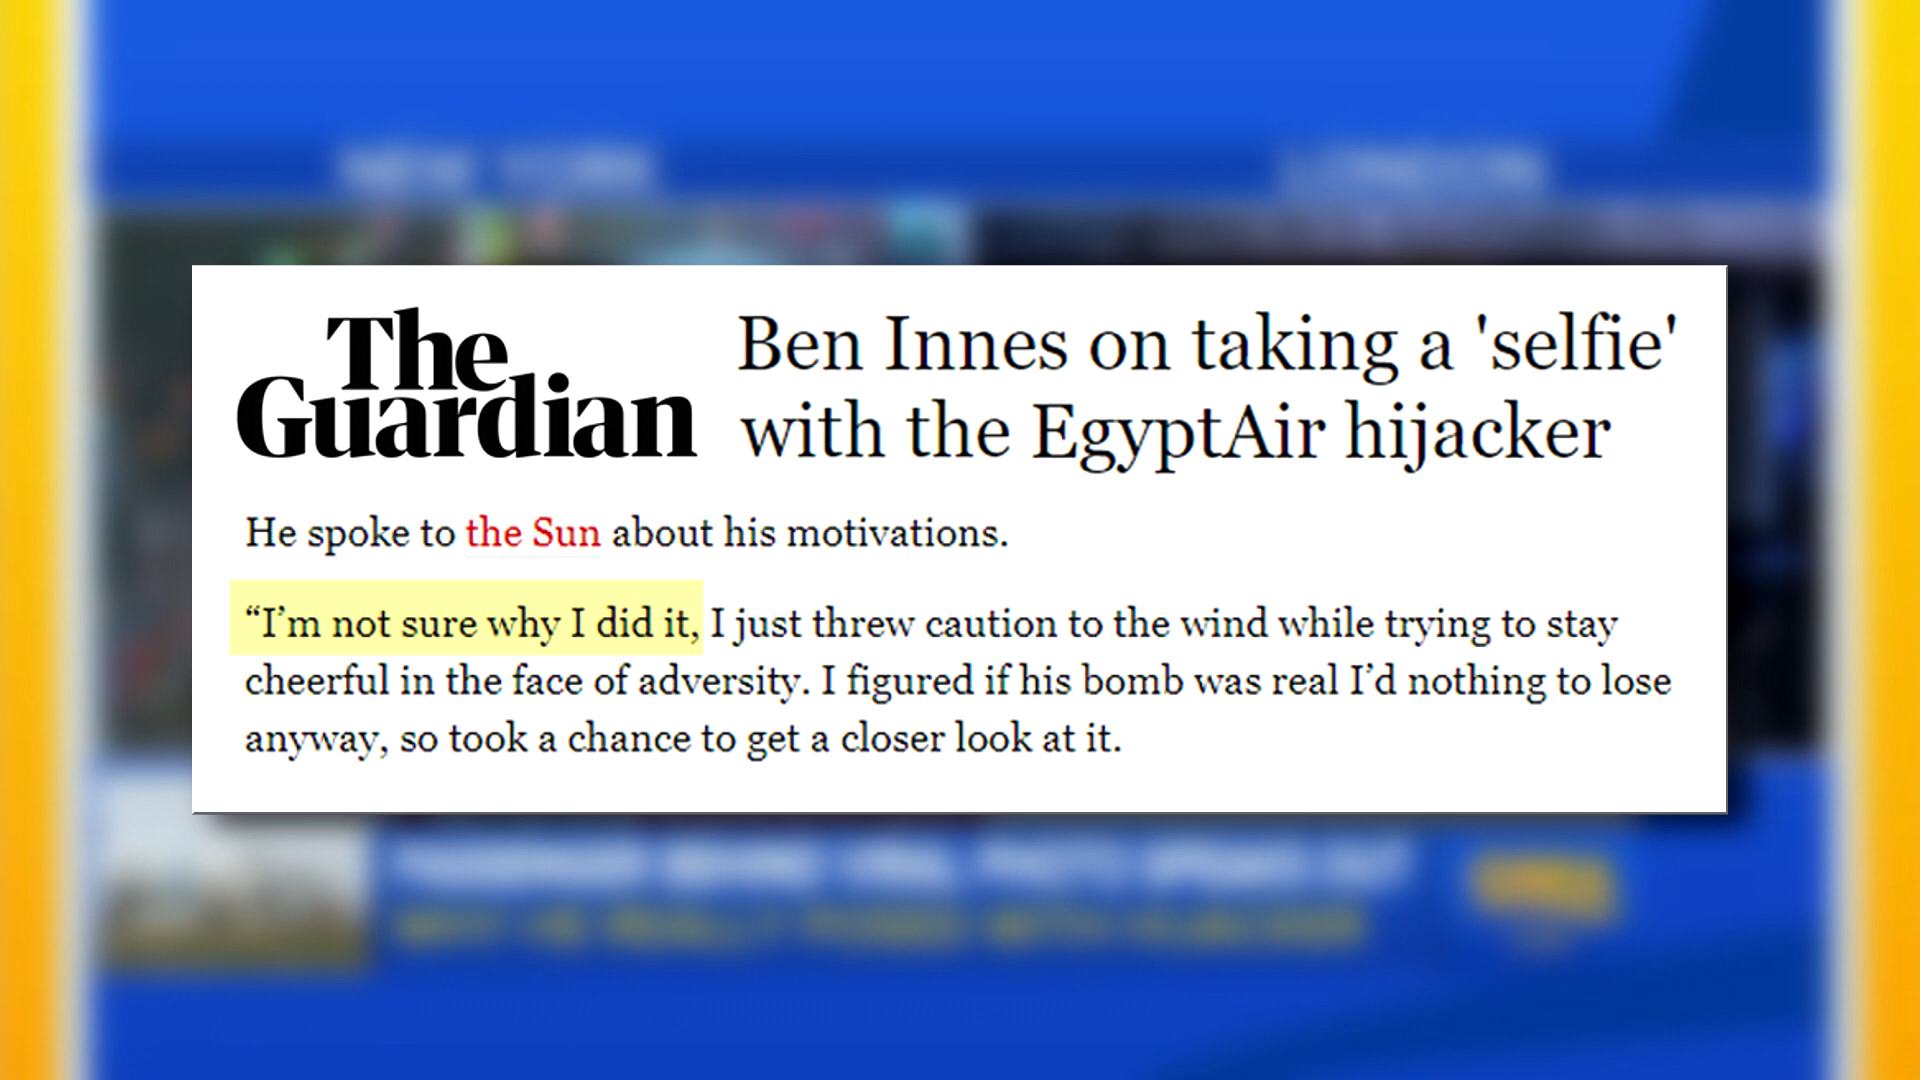 NEW YORK
LONDON
The
Guardian
Ben Innes on taking a 'selfie'
with the EgyptAir hijacker
He spoke to the Sun about his motivations.
“I’m not sure why I did it, I just threw caution to the wind while trying to stay
cheerful in the face of adversity. I figured if his bomb was real I’d nothing to lose
anyway, so took a chance to get a closer look at it.